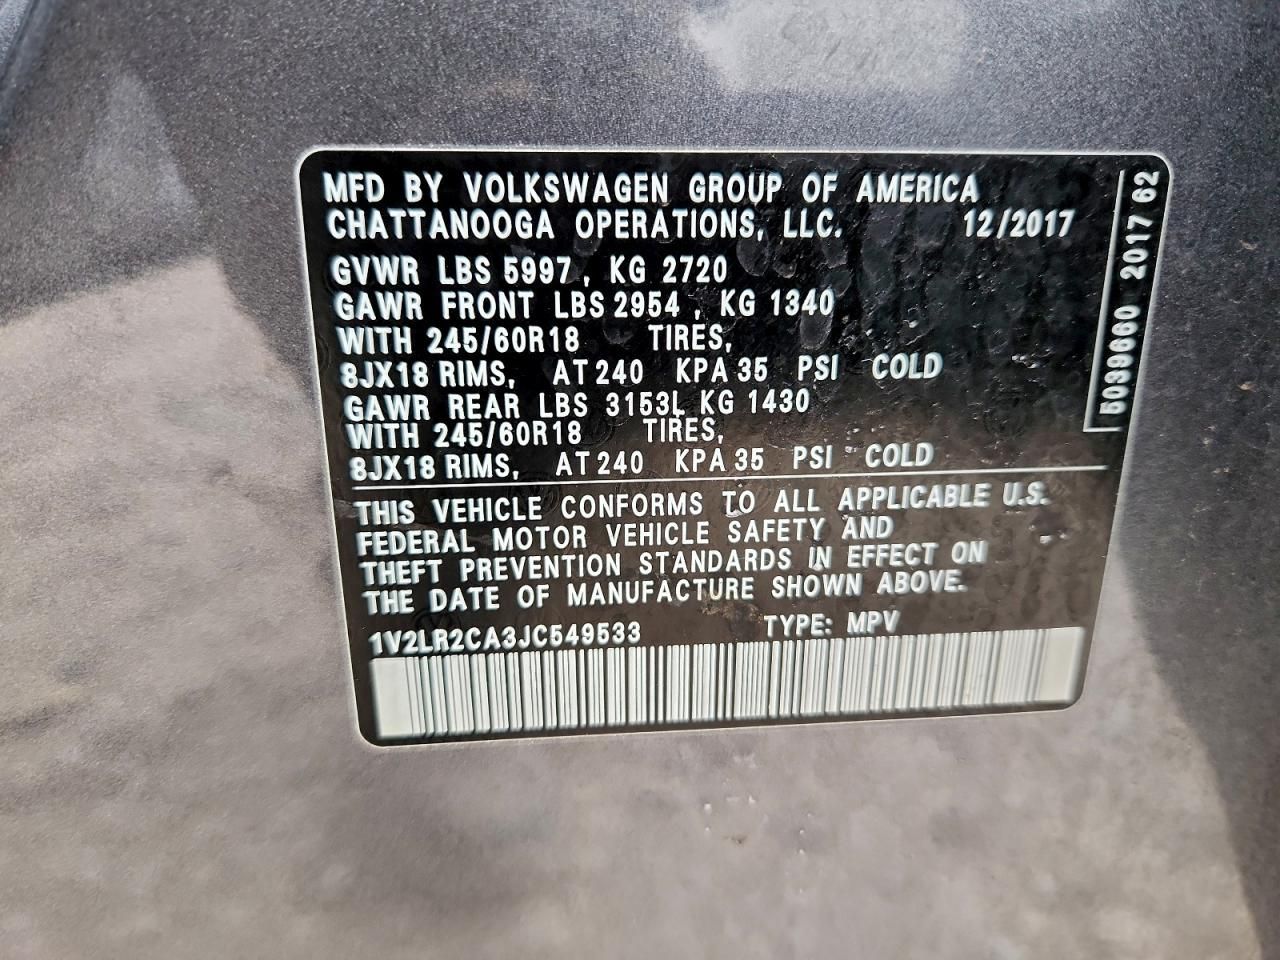 MFD BY VOLKSWAGEN GROUP OF AMERICA
CHATTANOOGA OPERATIONS, LLC. 12/2017
GVWR LBS 5997 , KG 2720
GAWR FRONT LBS 2954 , KG 1340
WITH 245/60R18 TIRES,
8JX18 RIMS, AT 240 KPA 35 PSI COLD
GAWR REAR LBS 3153L KG 1430
WITH 245/60R18 TIRES,
8JX18 RIMS, AT 240 KPA 35 PSI COLD
THIS VEHICLE CONFORMS TO ALL APPLICABLE U.S.
FEDERAL MOTOR VEHICLE SAFETY AND
THEFT PREVENTION STANDARDS IN EFFECT ON
THE DATE OF MANUFACTURE SHOWN ABOVE.
1V2LR2CA3JC549533 TYPE: MPV
5039660 2017 62